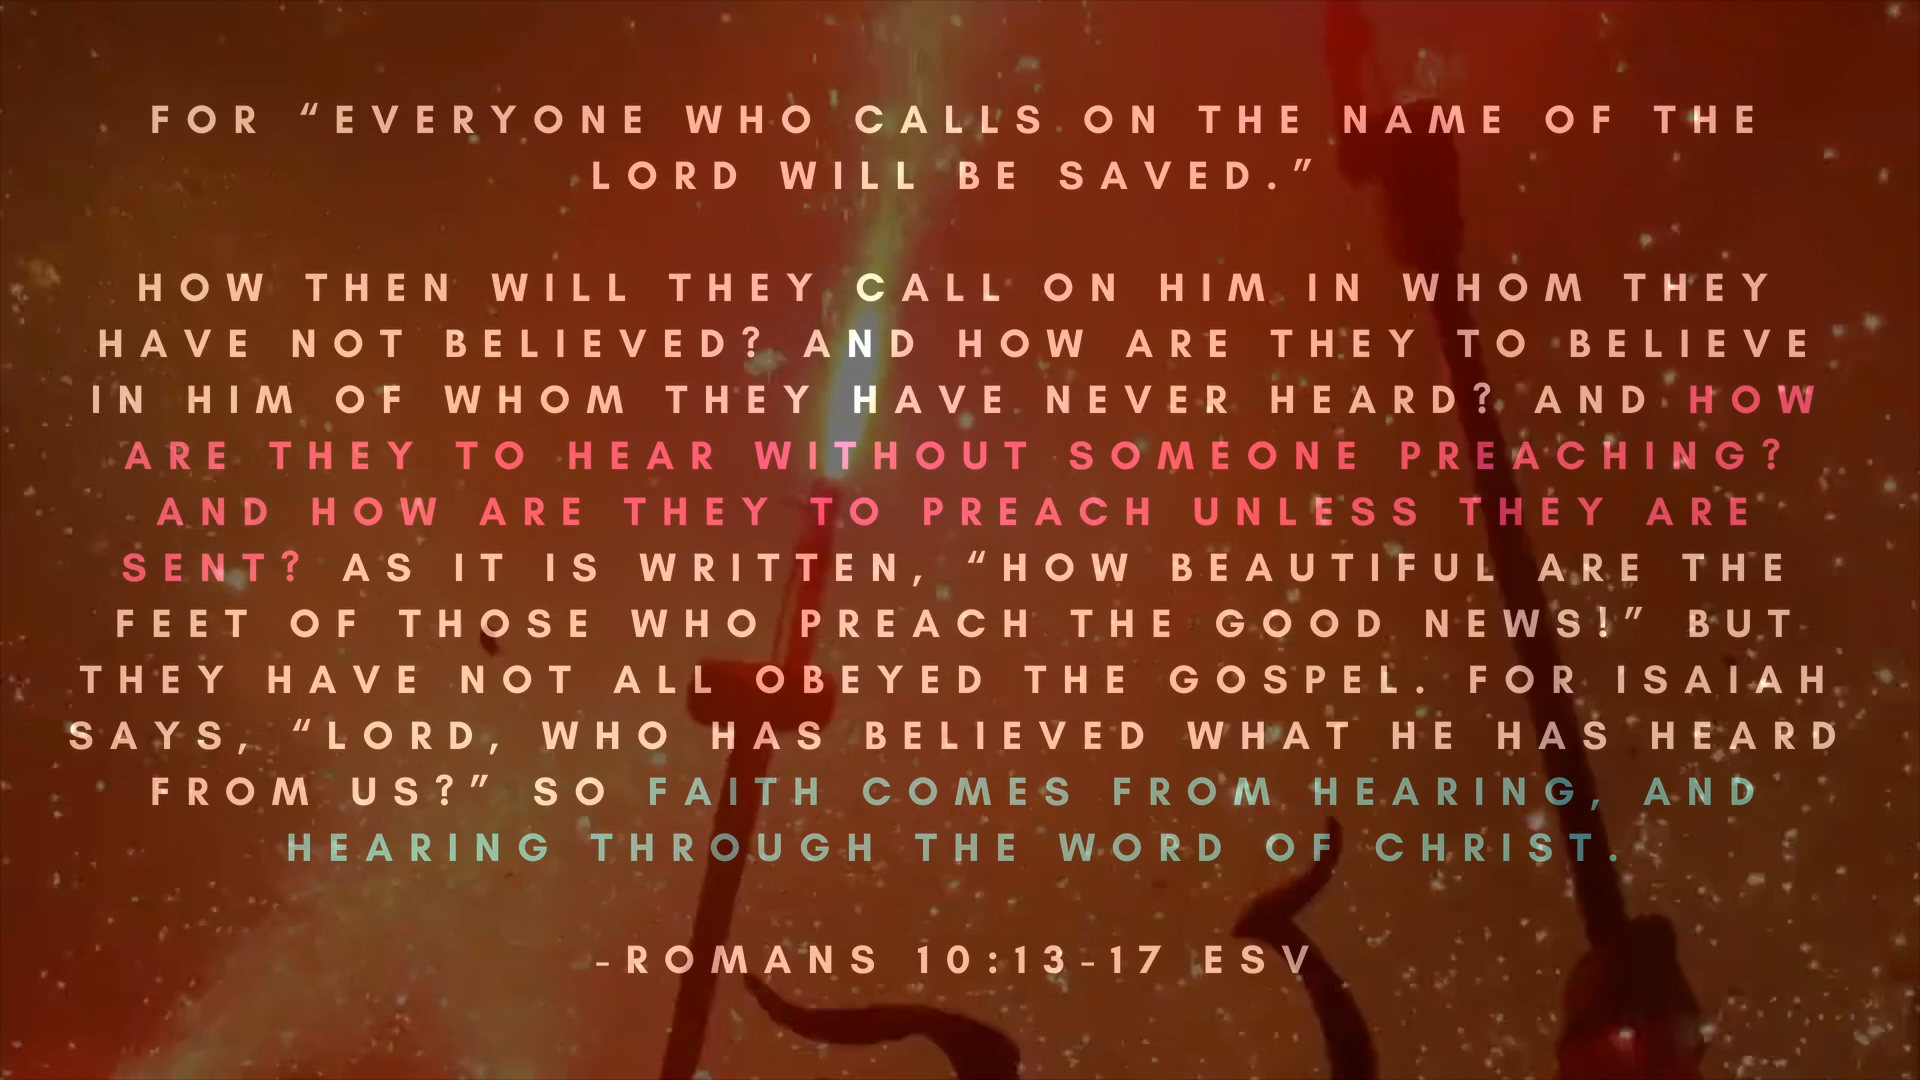 FOR “EVERYONE WHO CALLS ON THE NAME OF THE
LORD WILL BE SAVED.”
HOW THEN WILL THEY CALL ON HIM IN WHOM THEY
HAVE NOT BELIEVED? AND HOW ARE THEY TO BELIEVE
IN HIM OF WHOM THEY HAVE NEVER HEARD? AND HOW
ARE THEY TO HEAR WITHOUT SOMEONE PREACHING?
AND HOW ARE THEY TO PREACH UNLESS THEY ARE
SENT? AS IT IS WRITTEN, “HOW BEAUTIFUL ARE THE
FEET OF THOSE WHO PREACH THE GOOD NEWS!” BUT
THEY HAVE NOT ALL OBEYED THE GOSPEL. FOR ISAIAH
SAYS, “LORD, WHO HAS BELIEVED WHAT HE HAS HEARD
FROM US?” SO FAITH COMES FROM HEARING, AND
HEARING THROUGH THE WORD OF CHRIST.
-ROMANS 10:13-17 ESV